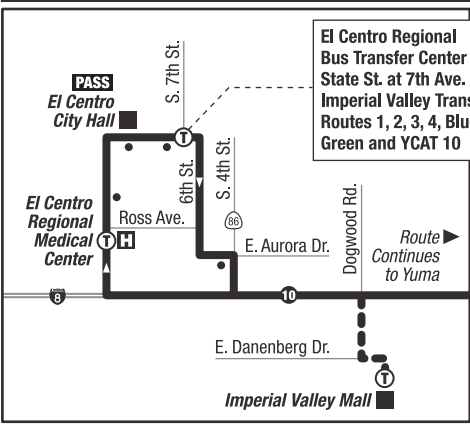 El Centro Regional
Bus Transfer Center
State St. at 7th Ave.
Imperial Valley Trans
Routes 1, 2, 3, 4, Blu
Green and YCAT 10
S. 7th St.
PASS
El Centro
City Hall
T
6th St.
S. 4th St.
86
El Centro
Regional
Medical
Center
T
H
Ross Ave.
E. Aurora Dr.
Dogwood Rd.
Route
Continues
to Yuma
8
10
E. Danenberg Dr.
T
Imperial Valley Mall